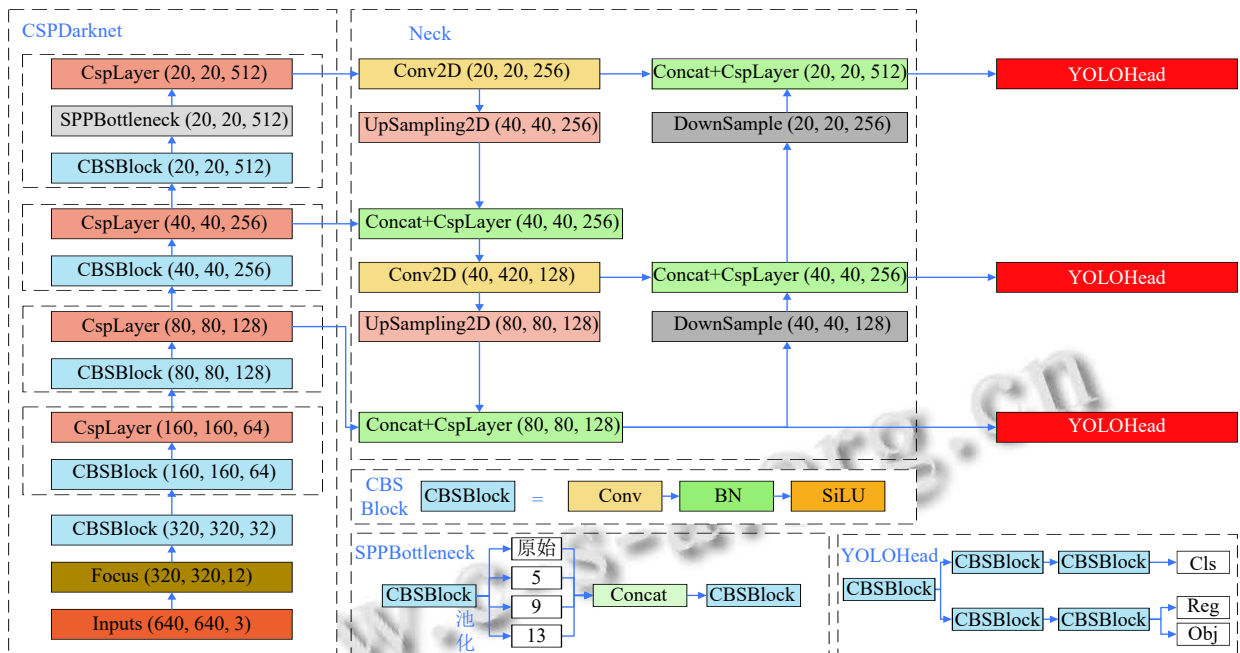 CSPDarknet
CspLayer (20, 20, 512)
SPPBottleneck (20, 20, 512)
CBSBlock (20, 20, 512)
CspLayer (40, 40, 256)
CBSBlock (40, 40, 256)
CspLayer (80, 80, 128)
CBSBlock (80, 80, 128)
CspLayer (160, 160, 64)
CBSBlock (160, 160, 64)
CBSBlock (320, 320, 32)
Focus (320, 320,12)
Inputs (640, 640, 3)
Neck
Conv2D (20, 20, 256)
UpSampling2D (40, 40, 256)
Concat+CspLayer (40, 40, 256)
Conv2D (40, 420, 128)
UpSampling2D (80, 80, 128)
Concat+CspLayer (80, 80, 128)
Concat+CspLayer (20, 20, 512)
DownSample (20, 20, 256)
Concat+CspLayer (40, 40, 256)
DownSample (40, 40, 128)
YOLOHead
YOLOHead
YOLOHead
CBS
Block
CBSBlock
=
Conv
BN
SiLU
SPPBottleneck
CBSBlock
池
化
原始
5
9
13
Concat
CBSBlock
YOLOHead
CBSBlock
CBSBlock
CBSBlock
Cls
CBSBlock
CBSBlock
Reg
Obj